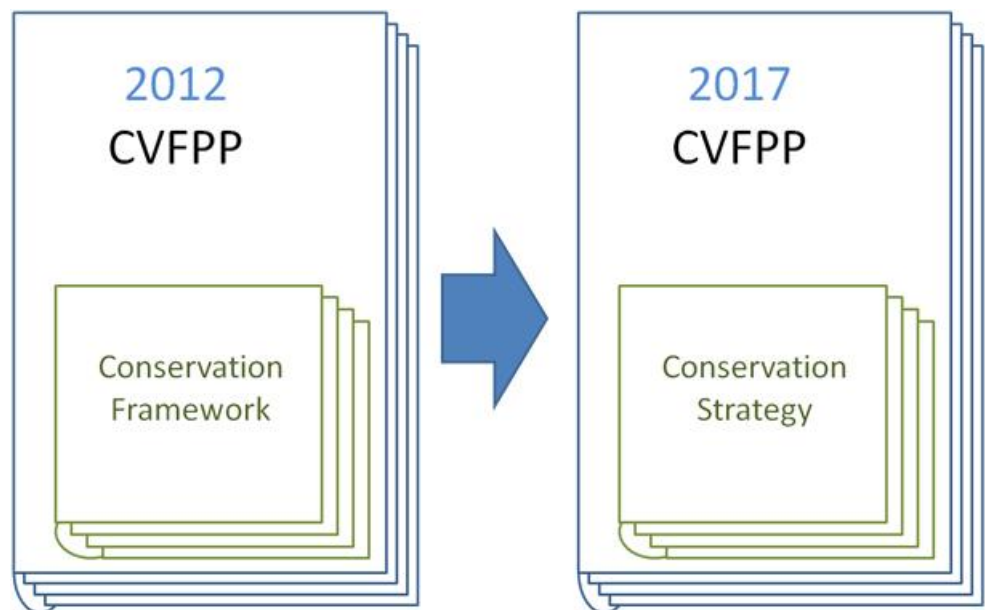 2012
CVFPP
Conservation
Framework
2017
CVFPP
Conservation
Strategy